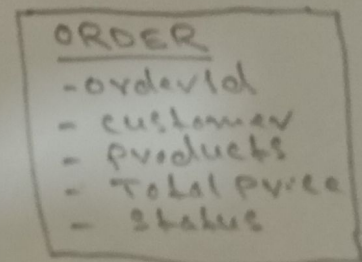 ORDER
- orderId
- customer
- products
- Total price
- status